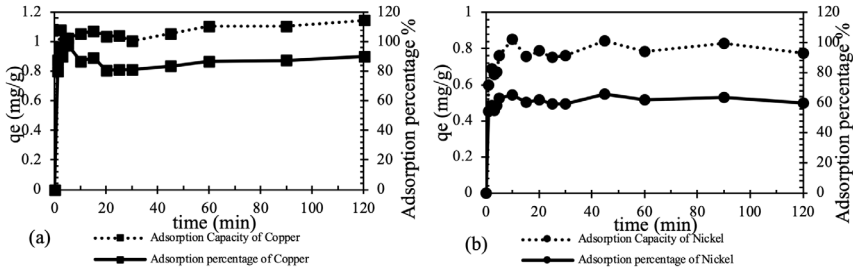 1.2
1
0.8
0.6
0.4
0.2
0
qe (mg/g)
120
100
80
60
40
20
0
Adsorption percentage %
0 20 40 60 80 100 120
time (min)
(a)
Adsorption Capacity of Copper
Adsorption percentage of Copper
1
0.8
0.6
0.4
0.2
0
qe (mg/g)
120
100
80
60
40
20
0
Adsorption percentage %
0 20 40 60 80 100 120
time (min)
(b)
Adsorption Capacity of Nickel
Adsorption percentage of Nickel